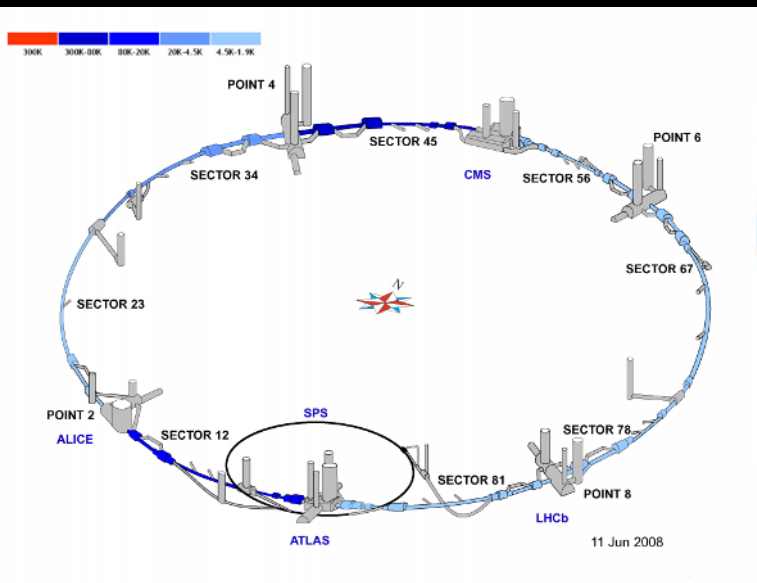 300K 300K-80K 80K-20K 20K-4.5K 4.5K-1.9K
POINT 4
SECTOR 45
POINT 6
SECTOR 34
CMS
SECTOR 56
SECTOR 67
N
SECTOR 23
POINT 2
ALICE
SECTOR 12
SPS
SECTOR 78
SECTOR 81
POINT 8
LHCb
ATLAS
11 Jun 2008